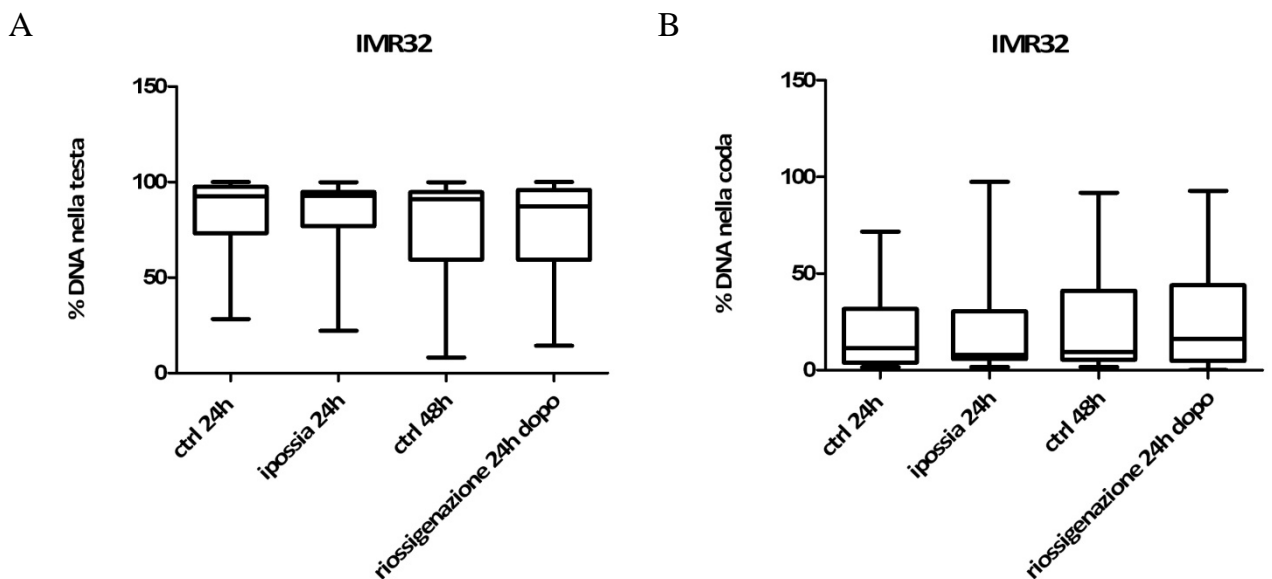 A
IMR32
% DNA nella testa
150
100
50
0
ctrl 24h
ipossia 24h
ctrl 48h
riossigenazione 24h dopo
B
IMR32
% DNA nella coda
150
100
50
0
ctrl 24h
ipossia 24h
ctrl 48h
riossigenazione 24h dopo